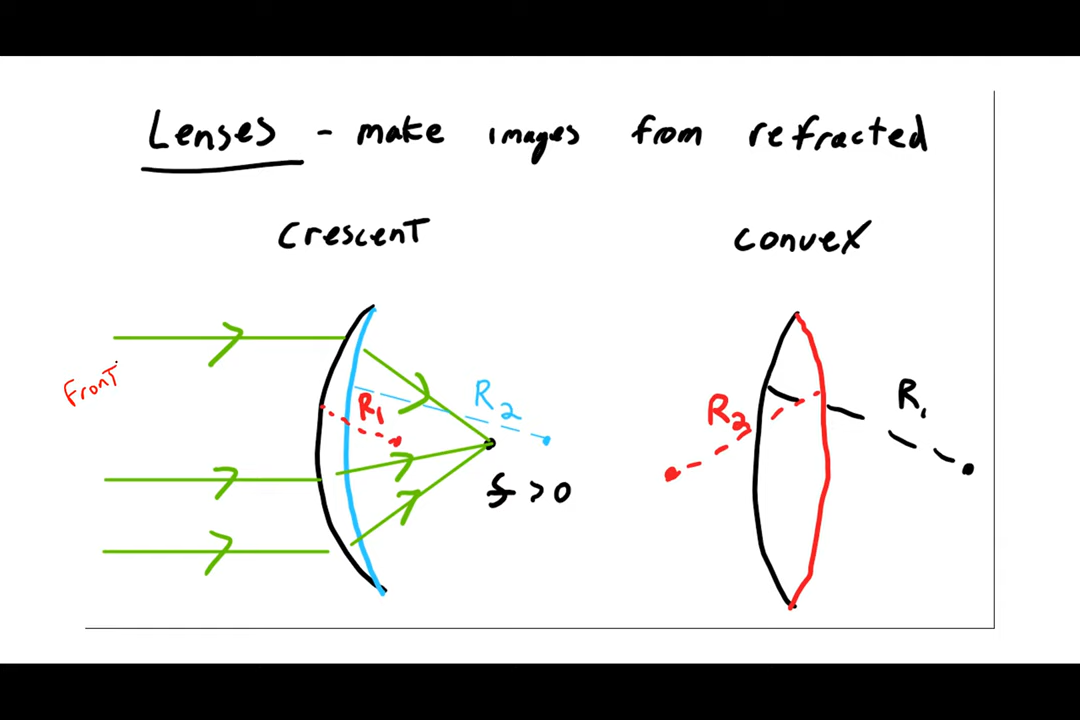 Lenses - make images from refracted
crescent
convex
Front
R1
R2
f > 0
R2
R1